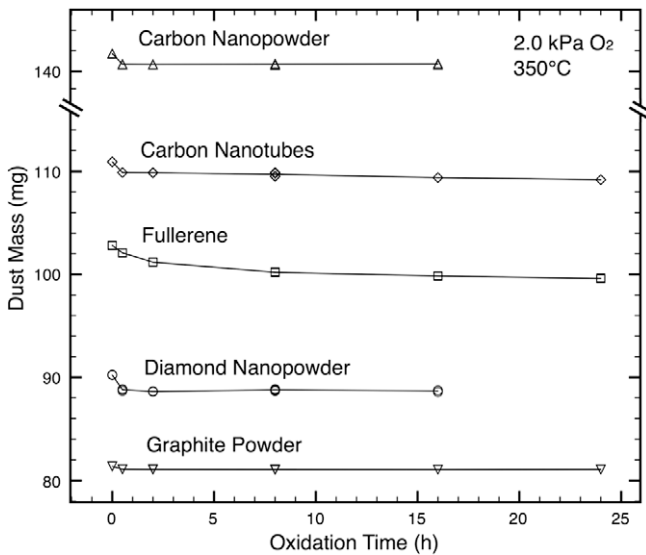 Carbon Nanopowder
2.0 kPa O2
350°C
140
Carbon Nanotubes
110
Fullerene
100
Diamond Nanopowder
90
Graphite Powder
80
0 5 10 15 20 25
Oxidation Time (h)
Dust Mass (mg)